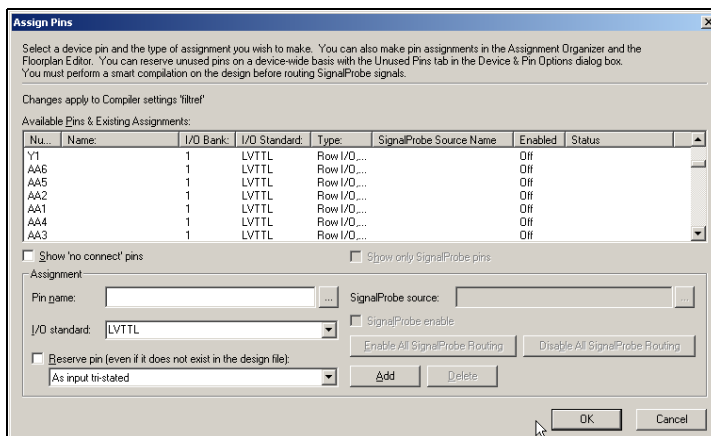 Assign Pins
Select a device pin and the type of assignment you wish to make. You can also make pin assignments in the Assignment Organizer and the
Floorplan Editor. You can reserve unused pins on a device-wide basis with the Unused Pins tab in the Device & Pin Options dialog box.
You must perform a smart compilation on the design before routing SignalProbe signals.
Changes apply to Compiler settings 'filtref'
Available Pins & Existing Assignments:
Nu... Name: I/O Bank: I/O Standard: Type: SignalProbe Source Name Enabled Status
Y1 1 LVTTL Row I/O,... Off
AA6 1 LVTTL Row I/O,... Off
AA5 1 LVTTL Row I/O,... Off
AA2 1 LVTTL Row I/O,... Off
AA1 1 LVTTL Row I/O,... Off
AA4 1 LVTTL Row I/O,... Off
AA3 1 LVTTL Row I/O,... Off
Show 'no connect' pins Show only SignalProbe pins
Assignment
Pin name: ... SignalProbe source: ...
I/O standard: LVTTL SignalProbe enable
Enable All SignalProbe Routing Disable All SignalProbe Routing
Reserve pin (even if it does not exist in the design file):
As input tri-stated Add Delete
OK Cancel